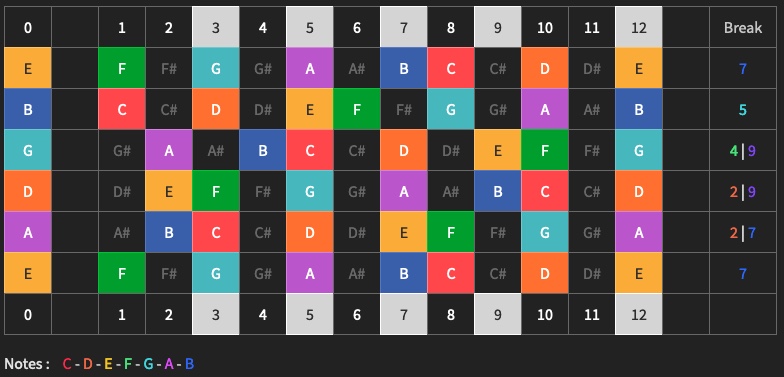 0 1 2 3 4 5 6 7 8 9 10 11 12 Break
E F F# G G# A A# B C C# D D# E 7
B C C# D D# E F F# G G# A A# B 5
G G# A A# B C C# D D# E F F# G 4|9
D D# E F F# G G# A A# B C C# D 2|9
A A# B C C# D D# E F F# G G# A 2|7
E F F# G G# A A# B C C# D D# E 7
0 1 2 3 4 5 6 7 8 9 10 11 12
Notes : C - D - E - F - G - A - B